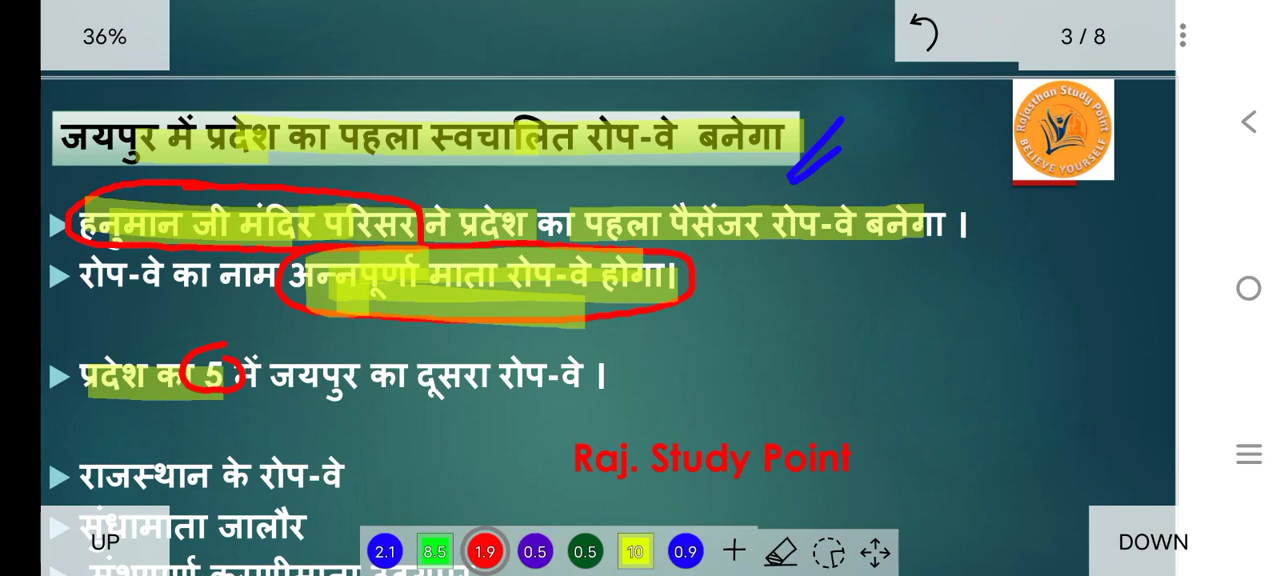 36%
3 / 8
Rajasthan Study Point
BELIEVE YOURSELF
जयपुर में प्रदेश का पहला स्वचालित रोप-वे बनेगा
हनुमान जी मंदिर परिसर ने प्रदेश का पहला पैसेंजर रोप-वे बनेगा ।
रोप-वे का नाम अन्नपूर्णा माता रोप-वे होगा।
प्रदेश का 5 में जयपुर का दूसरा रोप-वे ।
Raj. Study Point
राजस्थान के रोप-वे
संधामाता जालौर
UP
2.1 8.5 1.9 0.5 0.5 10 0.9
DOWN